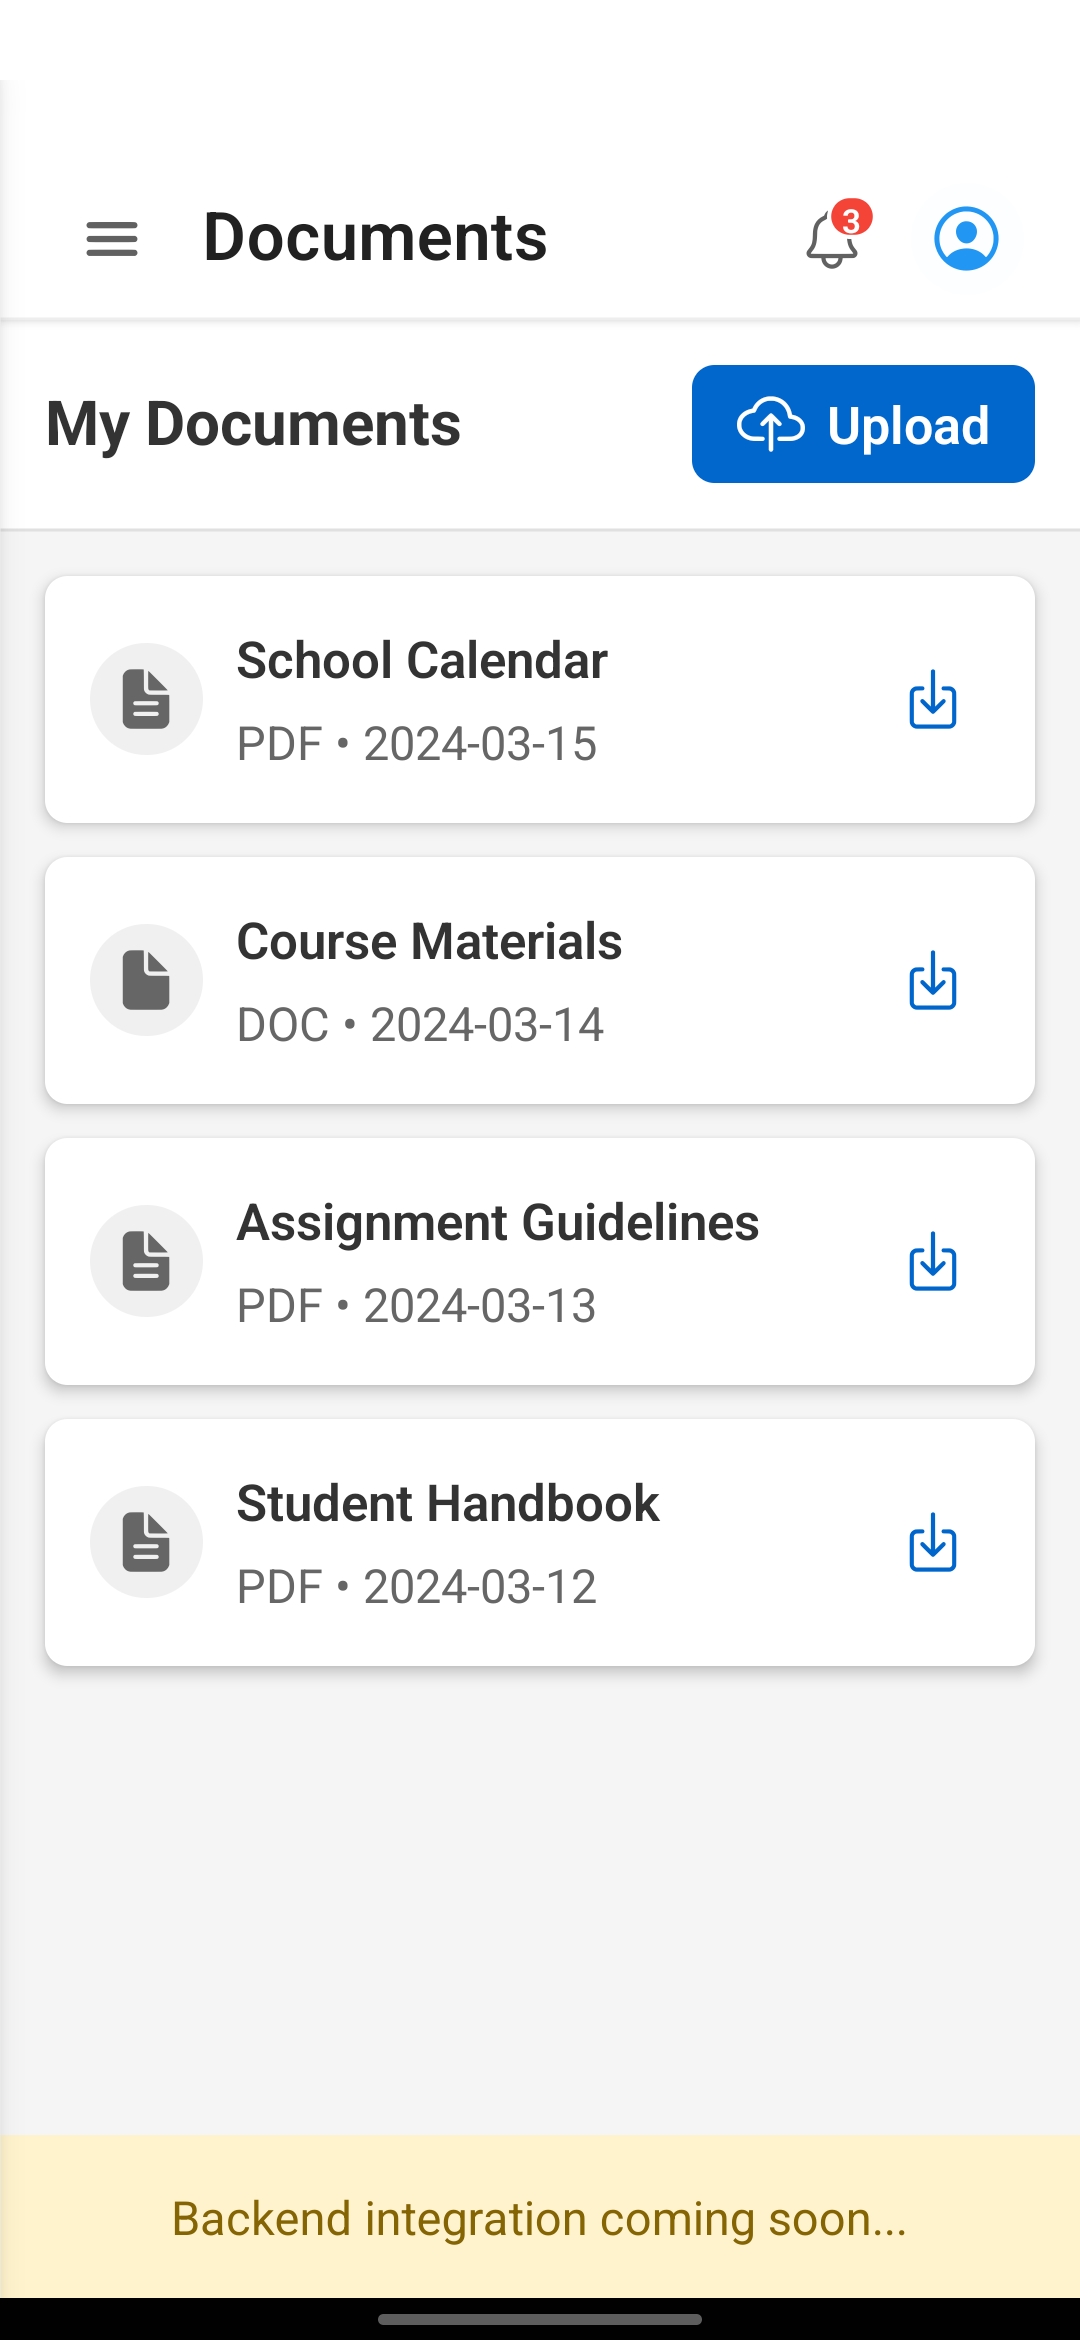 Documents
3
My Documents
Upload
School Calendar
PDF • 2024-03-15
Course Materials
DOC • 2024-03-14
Assignment Guidelines
PDF • 2024-03-13
Student Handbook
PDF • 2024-03-12
Backend integration coming soon...